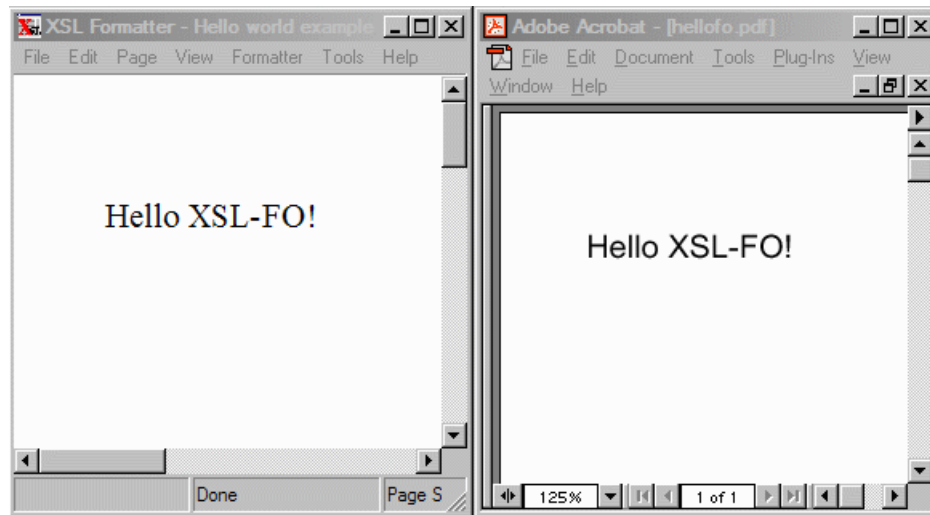 XSL Formatter - Hello world example
File Edit Page View Formatter Tools Help
Hello XSL-FO!
Done Page S
Adobe Acrobat - [hellofo.pdf]
File Edit Document Tools Plug-Ins View
Window Help
Hello XSL-FO!
125% 1 of 1